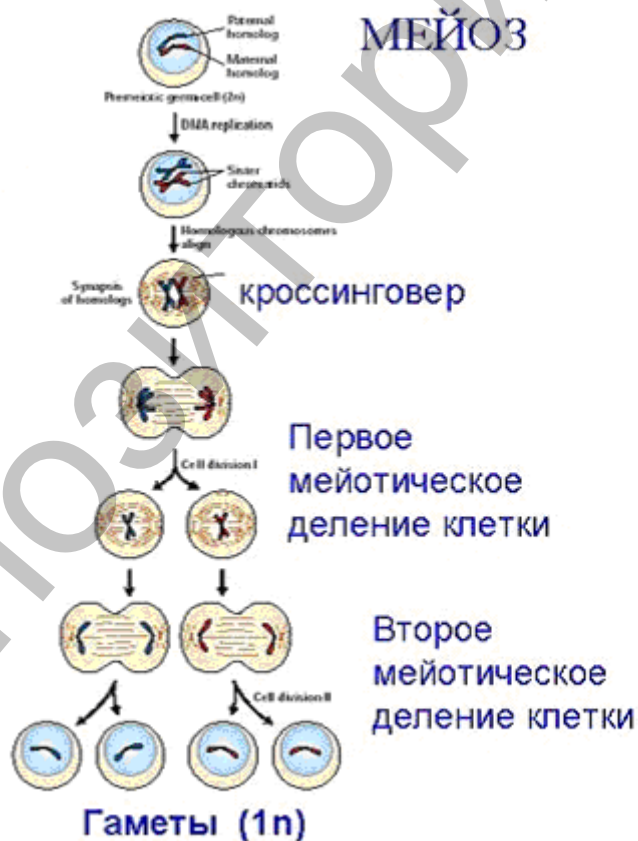 МЕЙОЗ
Paternal
homolog
Maternal
homolog
Premeiotic germ cell (2n)
DNA replication
Sister
chromatids
Homologous chromosomes
align
Synapsis
of homologs
кроссинговер
Cell division I
Первое
мейотическое
деление клетки
Второе
мейотическое
деление клетки
Cell division II
Гаметы (1n)